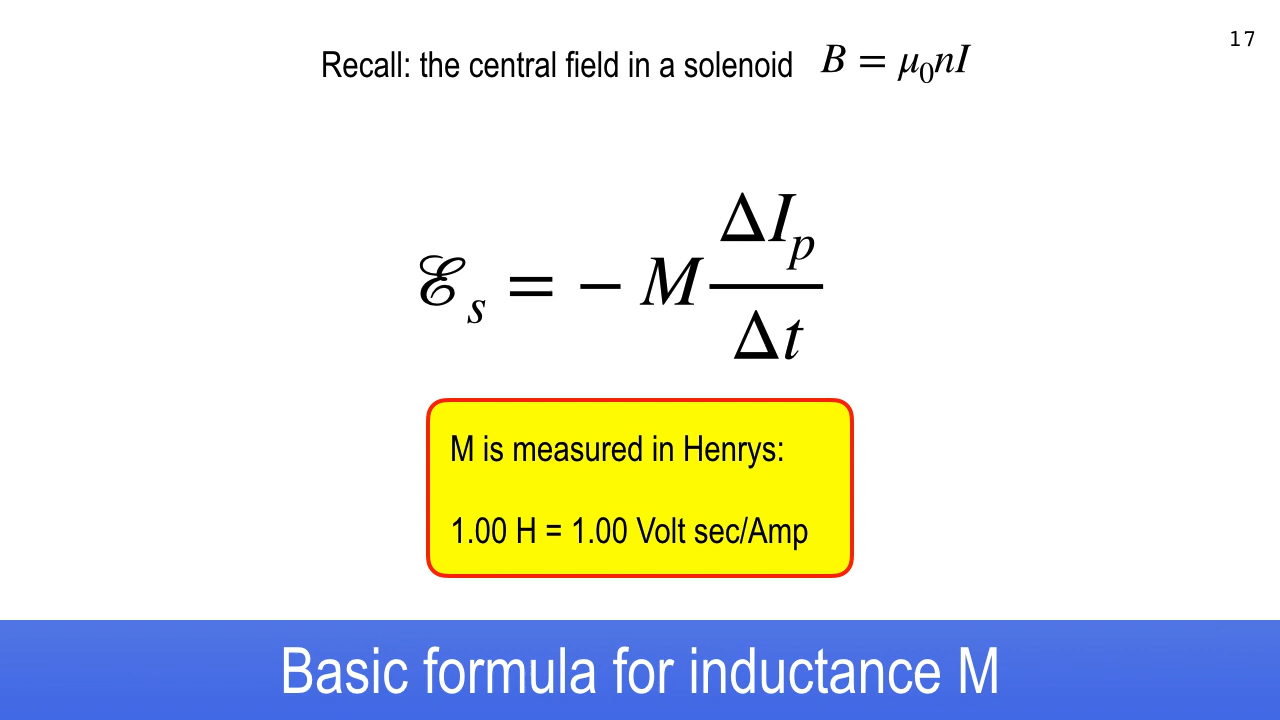 17
Recall: the central field in a solenoid B = μ₀nI
ℰₛ = − M ΔIₚ / Δt
M is measured in Henrys:
1.00 H = 1.00 Volt sec/Amp
Basic formula for inductance M